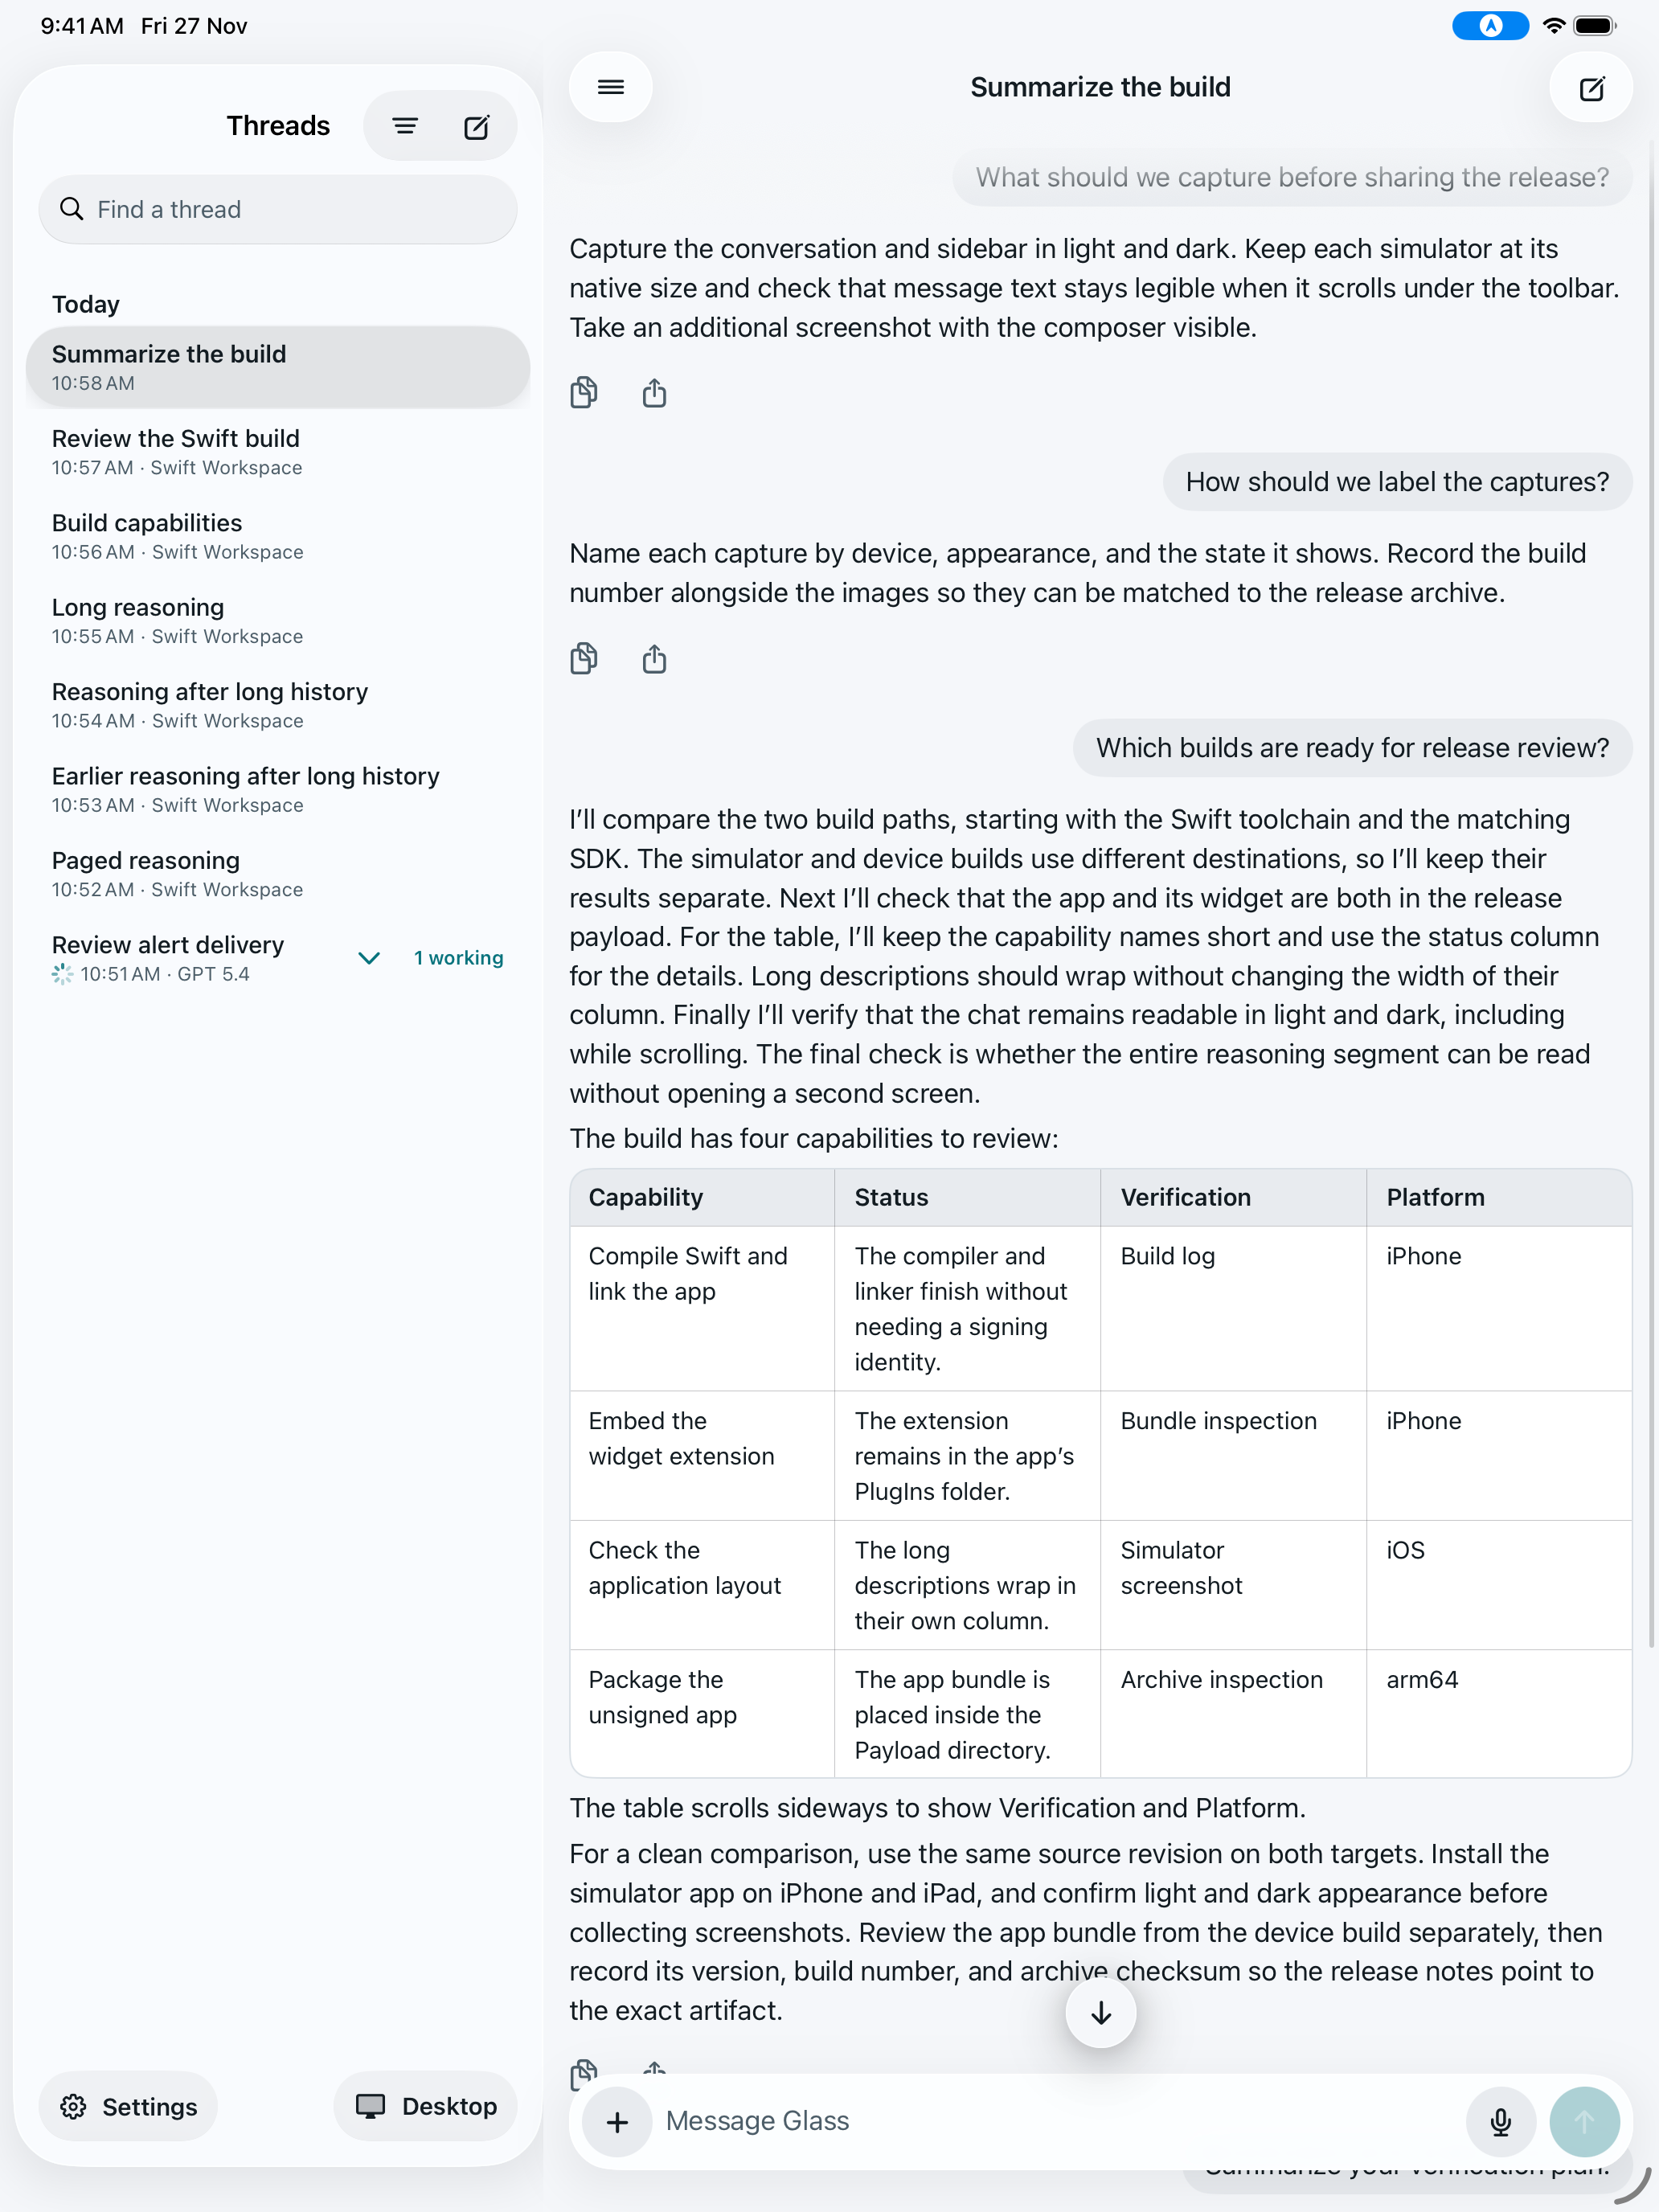 9:41 AM Fri 27 Nov
Threads
Find a thread
Today
Summarize the build
10:58 AM
Review the Swift build
10:57 AM · Swift Workspace
Build capabilities
10:56 AM · Swift Workspace
Long reasoning
10:55 AM · Swift Workspace
Reasoning after long history
10:54 AM · Swift Workspace
Earlier reasoning after long history
10:53 AM · Swift Workspace
Paged reasoning
10:52 AM · Swift Workspace
Review alert delivery
10:51 AM · GPT 5.4
1 working
Settings
Desktop
Summarize the build
What should we capture before sharing the release?
Capture the conversation and sidebar in light and dark. Keep each simulator at its
native size and check that message text stays legible when it scrolls under the toolbar.
Take an additional screenshot with the composer visible.
How should we label the captures?
Name each capture by device, appearance, and the state it shows. Record the build
number alongside the images so they can be matched to the release archive.
Which builds are ready for release review?
I’ll compare the two build paths, starting with the Swift toolchain and the matching
SDK. The simulator and device builds use different destinations, so I’ll keep their
results separate. Next I’ll check that the app and its widget are both in the release
payload. For the table, I’ll keep the capability names short and use the status column
for the details. Long descriptions should wrap without changing the width of their
column. Finally I’ll verify that the chat remains readable in light and dark, including
while scrolling. The final check is whether the entire reasoning segment can be read
without opening a second screen.
The build has four capabilities to review:
Capability Status Verification Platform
Compile Swift and
link the app
The compiler and
linker finish without
needing a signing
identity.
Build log
iPhone
Embed the
widget extension
The extension
remains in the app’s
PlugIns folder.
Bundle inspection
iPhone
Check the
application layout
The long
descriptions wrap in
their own column.
Simulator
screenshot
iOS
Package the
unsigned app
The app bundle is
placed inside the
Payload directory.
Archive inspection
arm64
The table scrolls sideways to show Verification and Platform.
For a clean comparison, use the same source revision on both targets. Install the
simulator app on iPhone and iPad, and confirm light and dark appearance before
collecting screenshots. Review the app bundle from the device build separately, then
record its version, build number, and archive checksum so the release notes point to
the exact artifact.
Message Glass
Summarize your verification plan.